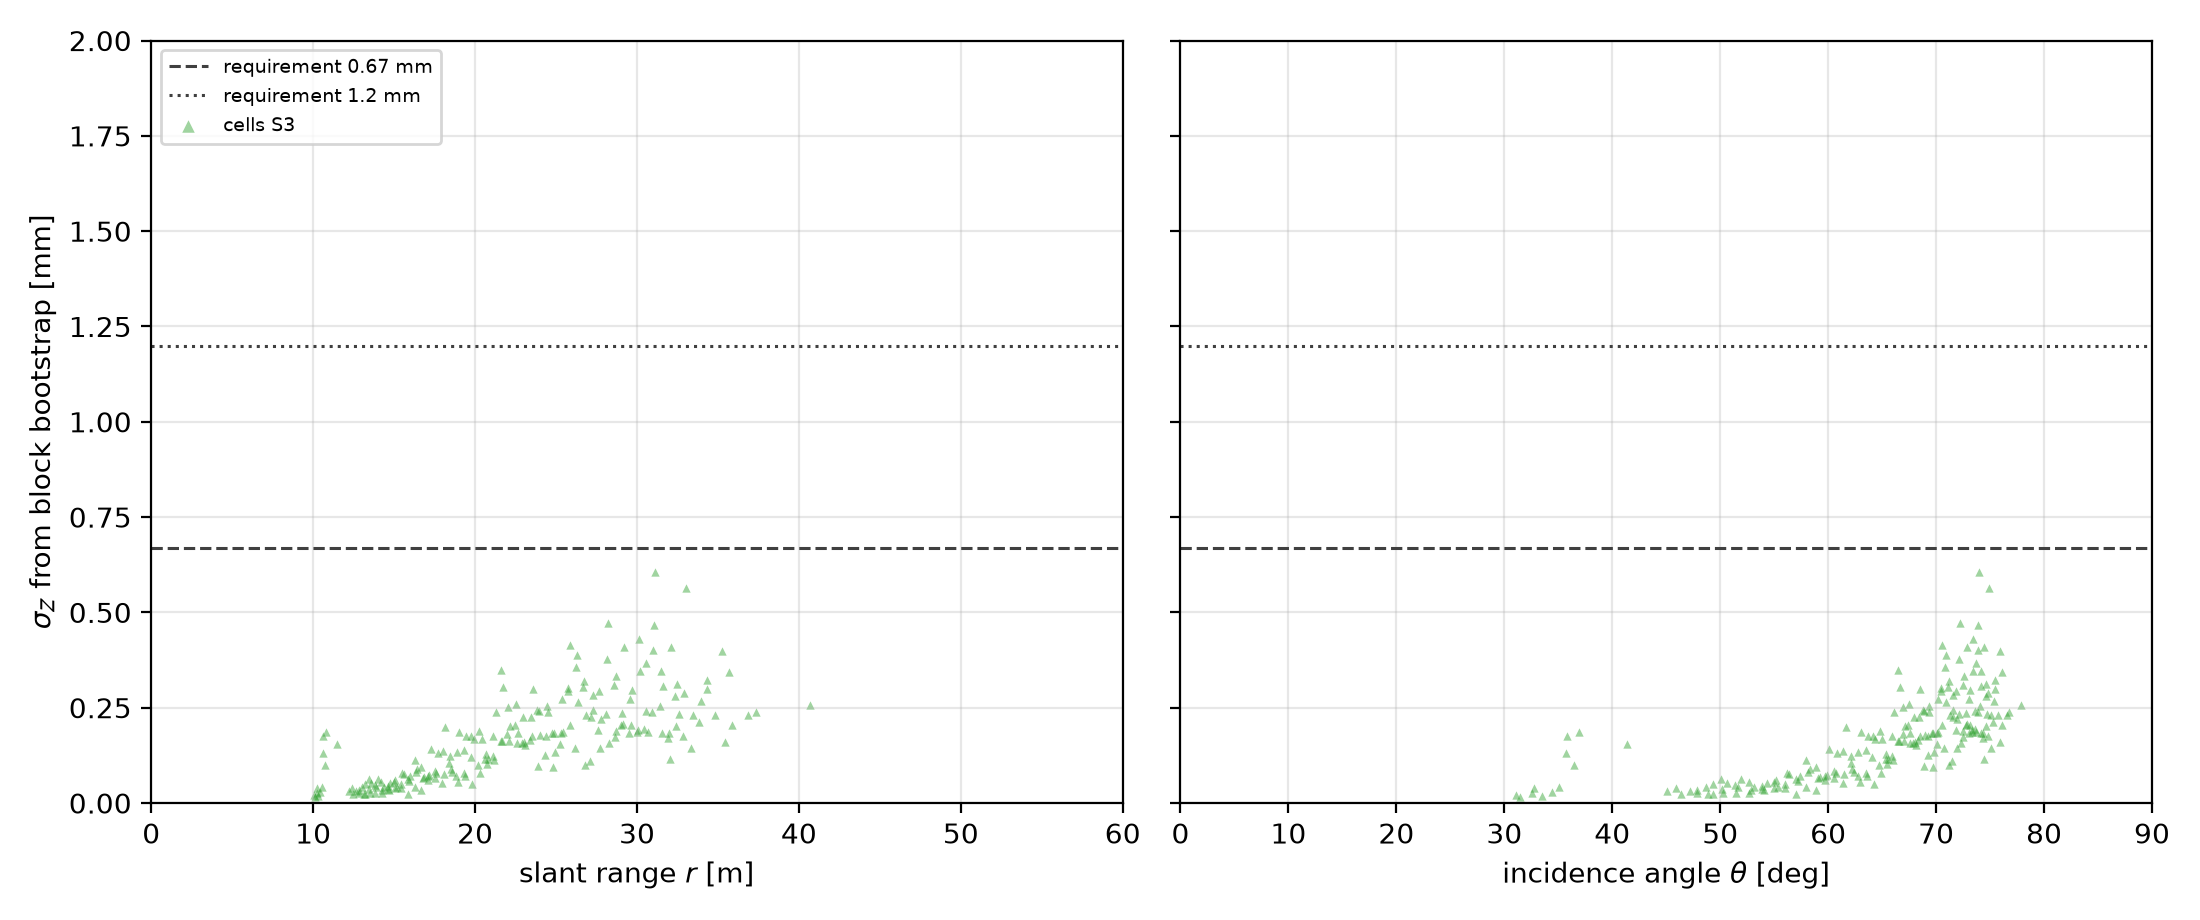 2.00
1.75
1.50
1.25
1.00
0.75
0.50
0.25
0.00
σZ from block bootstrap [mm]
requirement 0.67 mm
requirement 1.2 mm
cells S3
0 10 20 30 40 50 60
slant range r [m]
0 10 20 30 40 50 60 70 80 90
incidence angle θ [deg]